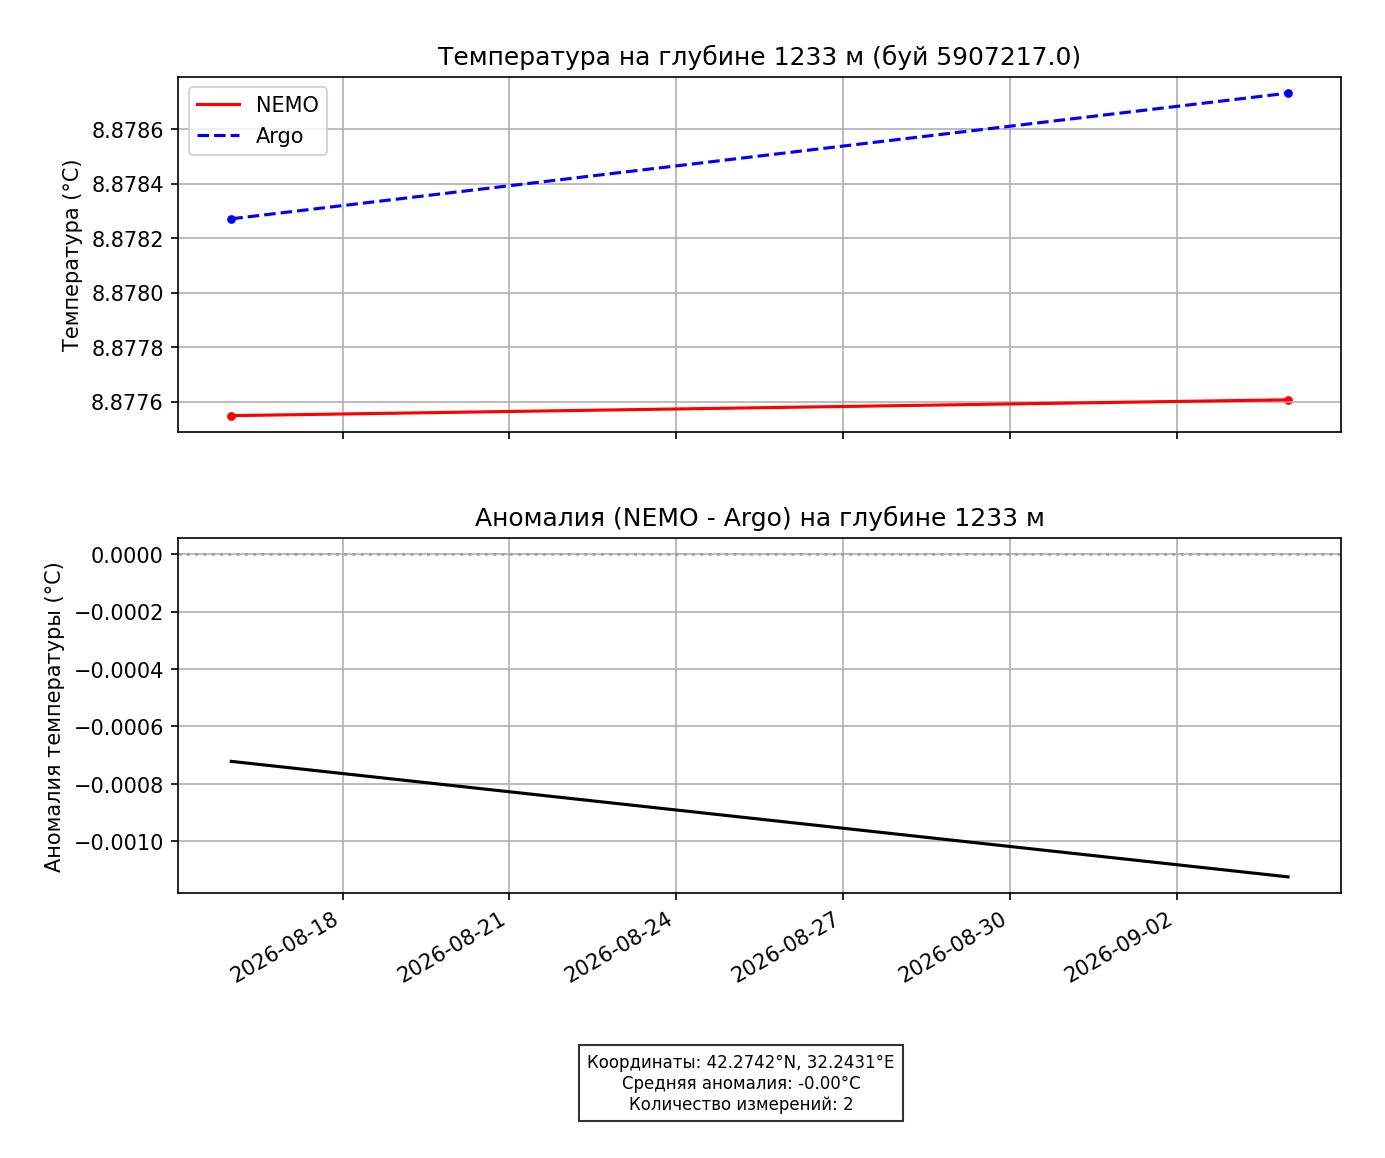 Температура на глубине 1233 м (буй 5907217.0)
NEMO
Argo
Температура (°C)
8.8786
8.8784
8.8782
8.8780
8.8778
8.8776
Аномалия (NEMO - Argo) на глубине 1233 м
Аномалия температуры (°C)
0.0000
−0.0002
−0.0004
−0.0006
−0.0008
−0.0010
2026-08-18
2026-08-21
2026-08-24
2026-08-27
2026-08-30
2026-09-02
Координаты: 42.2742°N, 32.2431°E
Средняя аномалия: -0.00°C
Количество измерений: 2